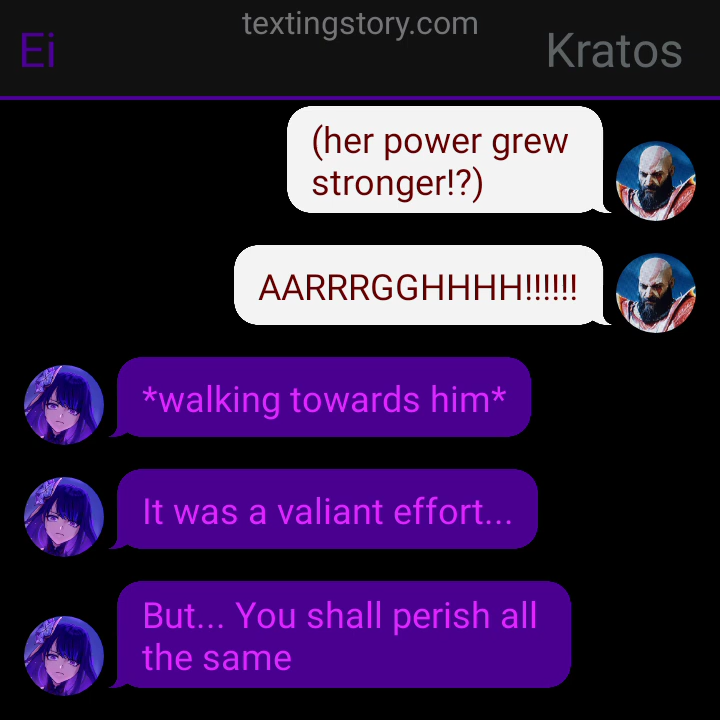 textingstory.com
Ei
Kratos
(her power grew
stronger!?)
AARRRGGHHHH!!!!!!
*walking towards him*
It was a valiant effort...
But... You shall perish all
the same